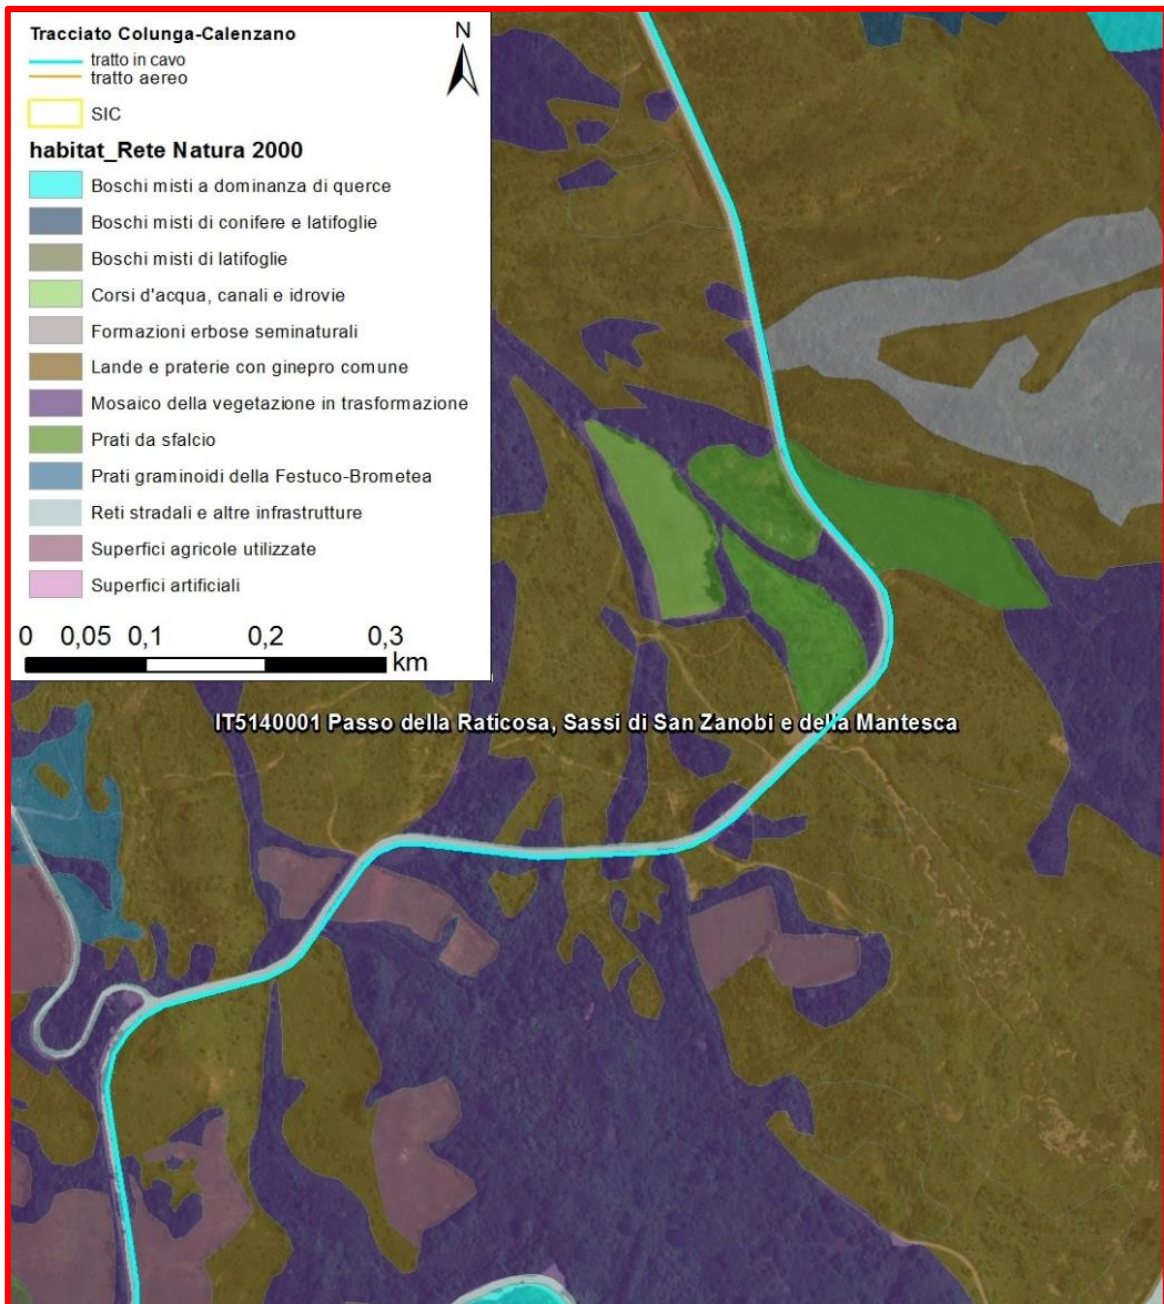 Tracciato Colunga-Calenzano
N
tratto in cavo
tratto aereo
SIC
habitat_Rete Natura 2000
Boschi misti a dominanza di querce
Boschi misti di conifere e latifoglie
Boschi misti di latifoglie
Corsi d'acqua, canali e idrovie
Formazioni erbose seminaturali
Lande e praterie con ginepro comune
Mosaico della vegetazione in trasformazione
Prati da sfalcio
Prati graminoidi della Festuco-Brometea
Reti stradali e altre infrastrutture
Superfici agricole utilizzate
Superfici artificiali
0 0,05 0,1 0,2 0,3
km
IT5140001 Passo della Raticosa, Sassi di San Zanobi e della Mantesca